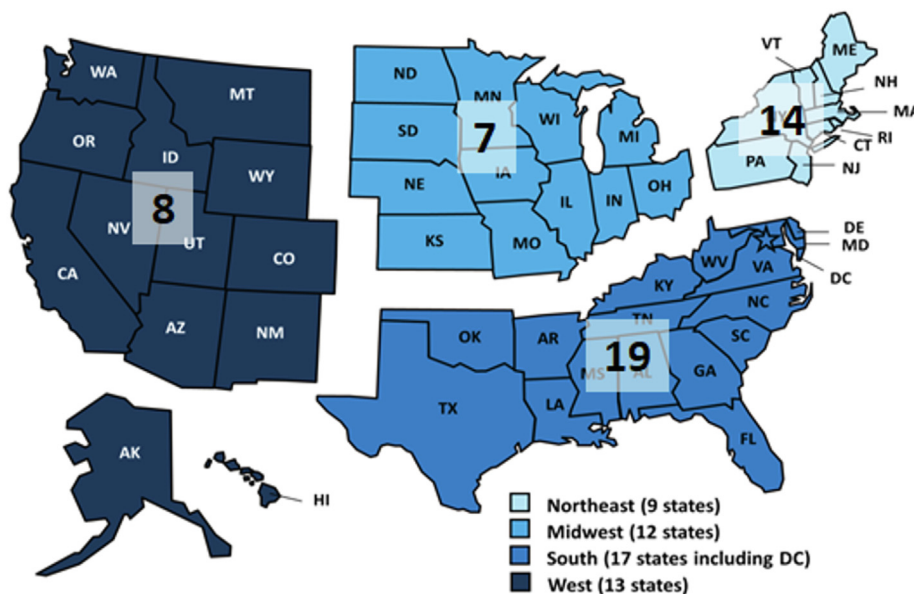 WA
MT
OR
ID
WY
8
NV
UT
CO
CA
AZ
NM
AK
HI
ND
MN
SD
WI
MI
7
NE
IA
IL
IN
OH
KS
MO
VT
ME
NH
MA
14
RI
CT
PA
NJ
DE
MD
DC
WV
VA
KY
NC
TN
OK
AR
SC
19
MS
AL
GA
TX
LA
FL
Northeast (9 states)
Midwest (12 states)
South (17 states including DC)
West (13 states)